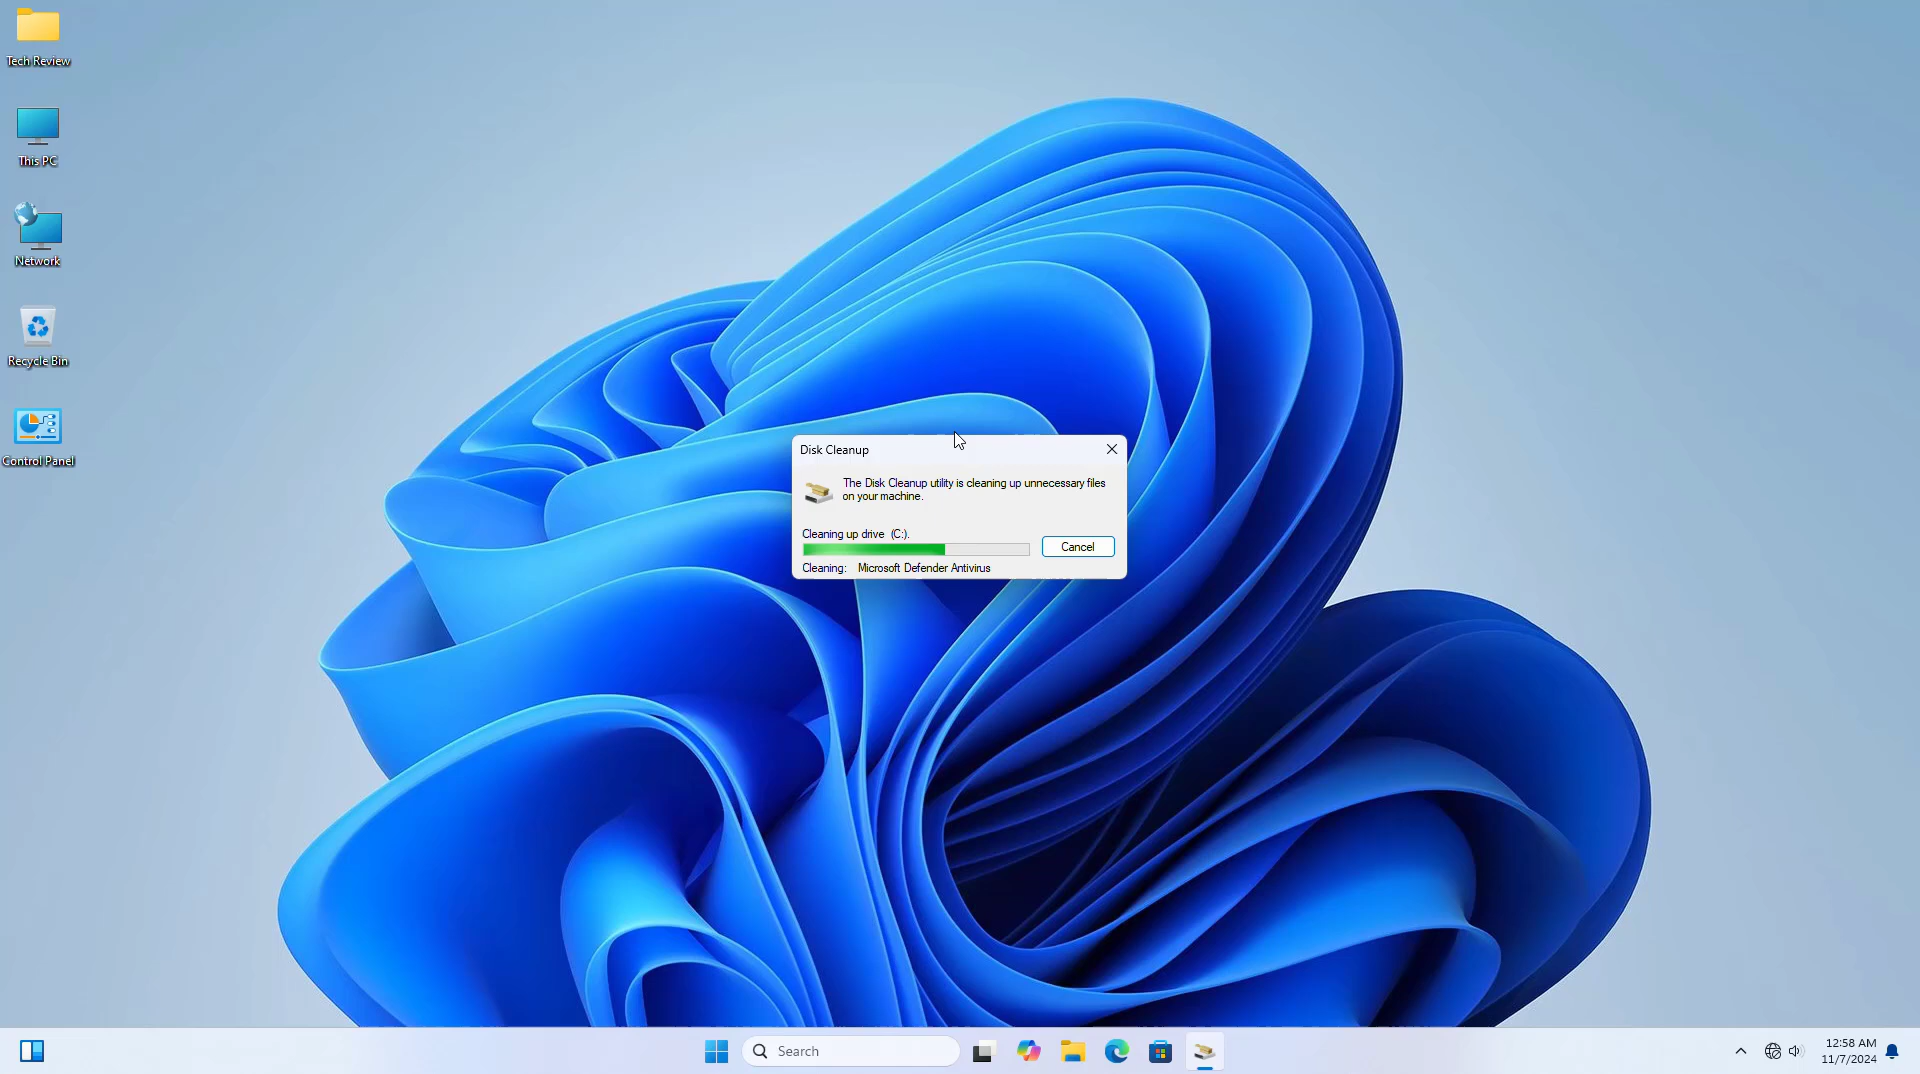 Tech Review
This PC
Network
Recycle Bin
Control Panel
Disk Cleanup
The Disk Cleanup utility is cleaning up unnecessary files
on your machine.
Cleaning up drive (C:).
Cancel
Cleaning: Microsoft Defender Antivirus
Search
12:58 AM
11/7/2024